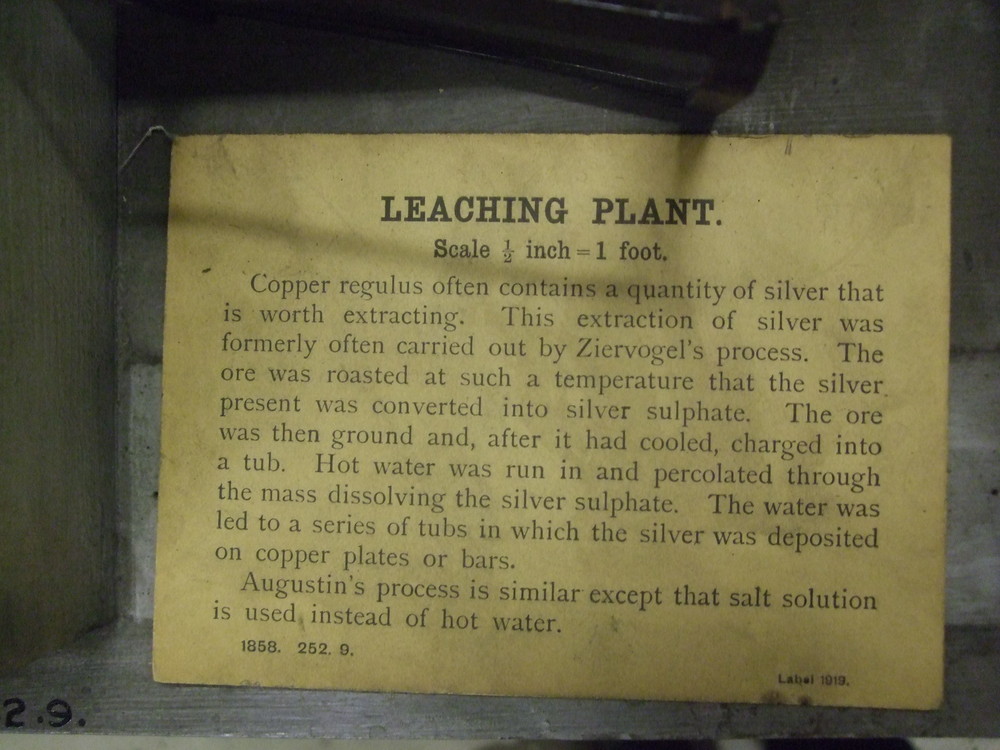 LEACHING PLANT.
Scale ½ inch = 1 foot.
Copper regulus often contains a quantity of silver that
is worth extracting. This extraction of silver was
formerly often carried out by Ziervogel's process. The
ore was roasted at such a temperature that the silver
present was converted into silver sulphate. The ore
was then ground and, after it had cooled, charged into
a tub. Hot water was run in and percolated through
the mass dissolving the silver sulphate. The water was
led to a series of tubs in which the silver was deposited
on copper plates or bars.
Augustin's process is similar except that salt solution
is used instead of hot water.
1858. 252. 9.
Label 1919.
2.9.